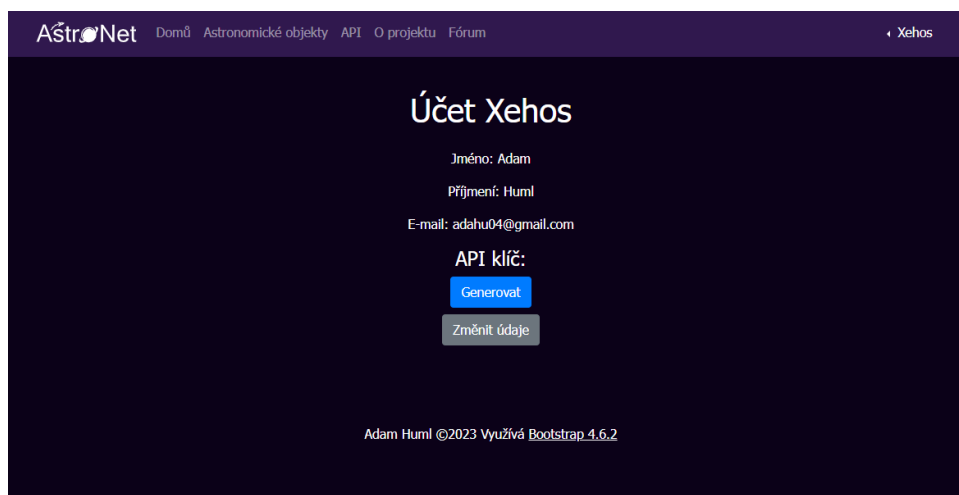 AstroNet Domů Astronomické objekty API O projektu Fórum Xehos
Účet Xehos
Jméno: Adam
Příjmení: Huml
E-mail: adahu04@gmail.com
API klíč:
Generovat
Změnit údaje
Adam Huml ©2023 Využívá Bootstrap 4.6.2